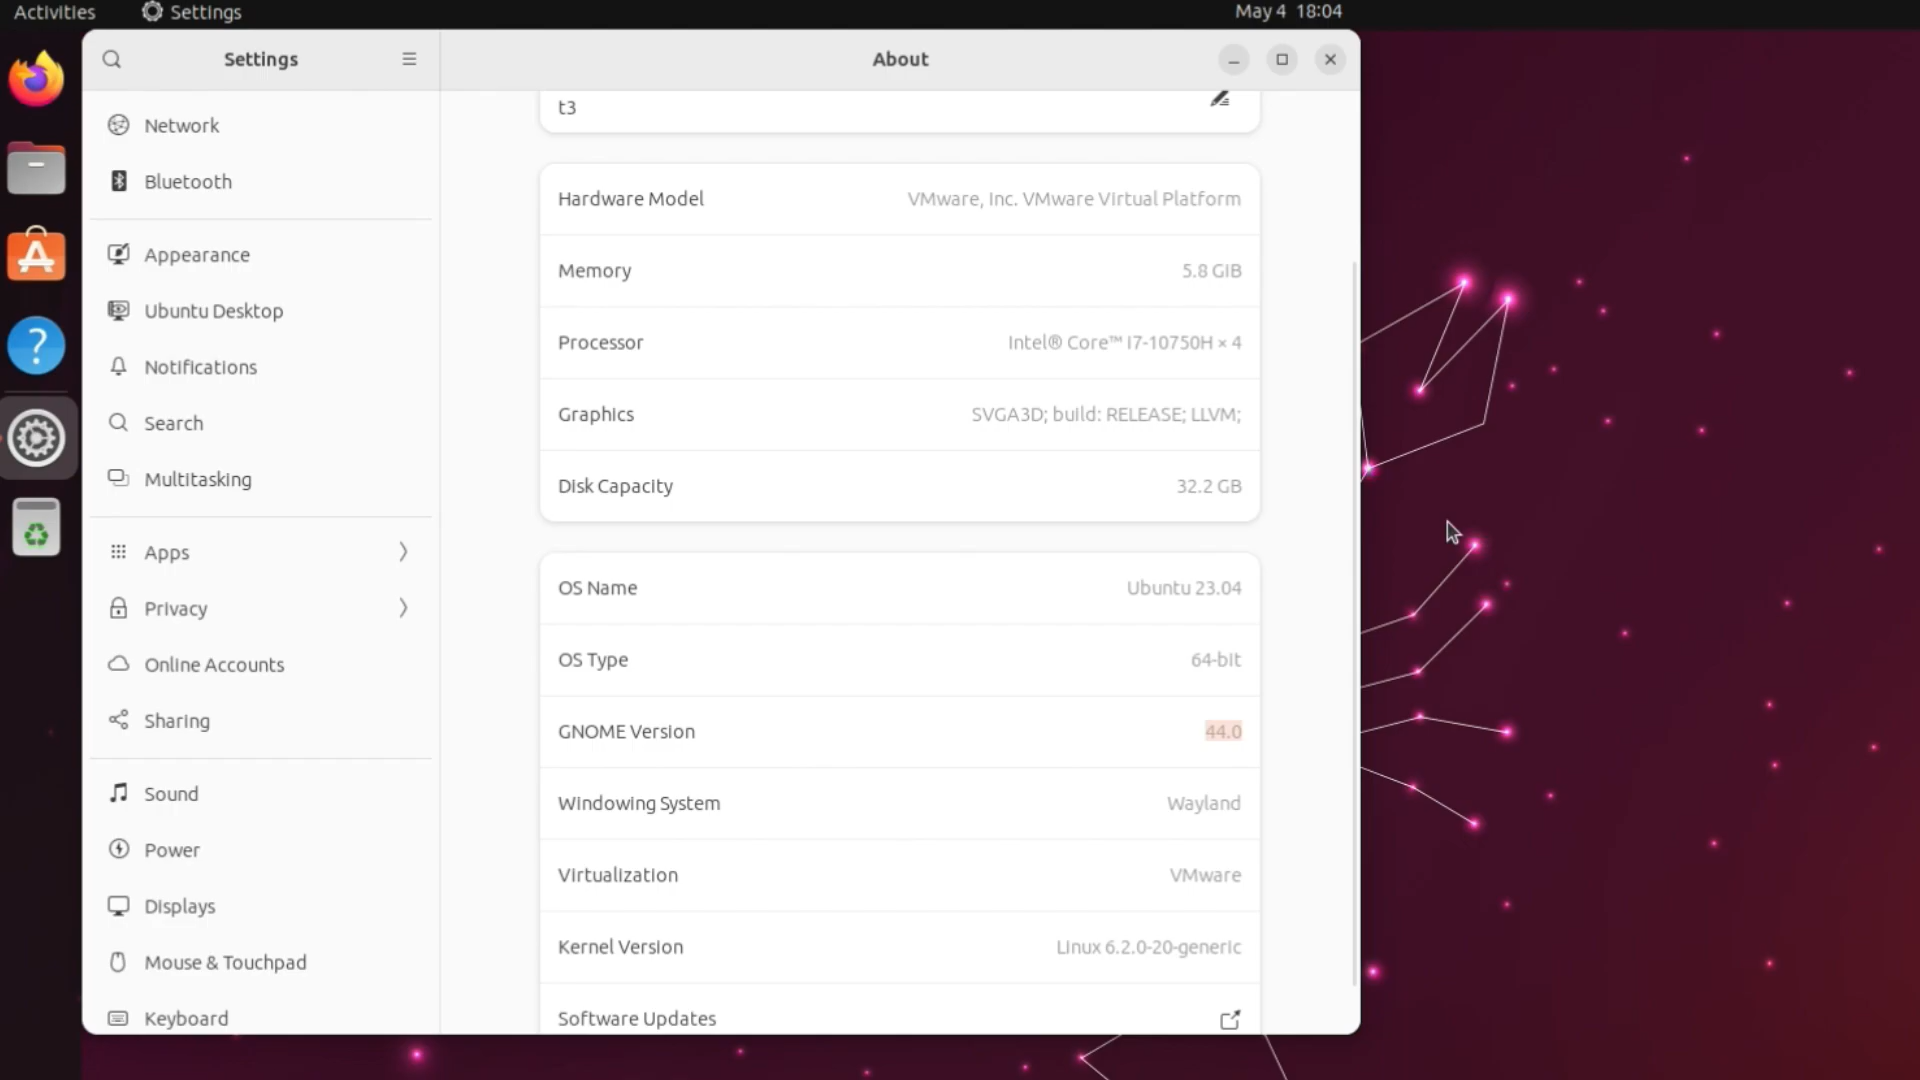 Activities
Settings
May 4 18:04
Settings
About
Network
Bluetooth
Appearance
Ubuntu Desktop
Notifications
Search
Multitasking
Apps
Privacy
Online Accounts
Sharing
Sound
Power
Displays
Mouse & Touchpad
Keyboard
t3
Hardware Model
VMware, Inc. VMware Virtual Platform
Memory
5.8 GiB
Processor
Intel® Core™ i7-10750H × 4
Graphics
SVGA3D; build: RELEASE; LLVM;
Disk Capacity
32.2 GB
OS Name
Ubuntu 23.04
OS Type
64-bit
GNOME Version
44.0
Windowing System
Wayland
Virtualization
VMware
Kernel Version
Linux 6.2.0-20-generic
Software Updates